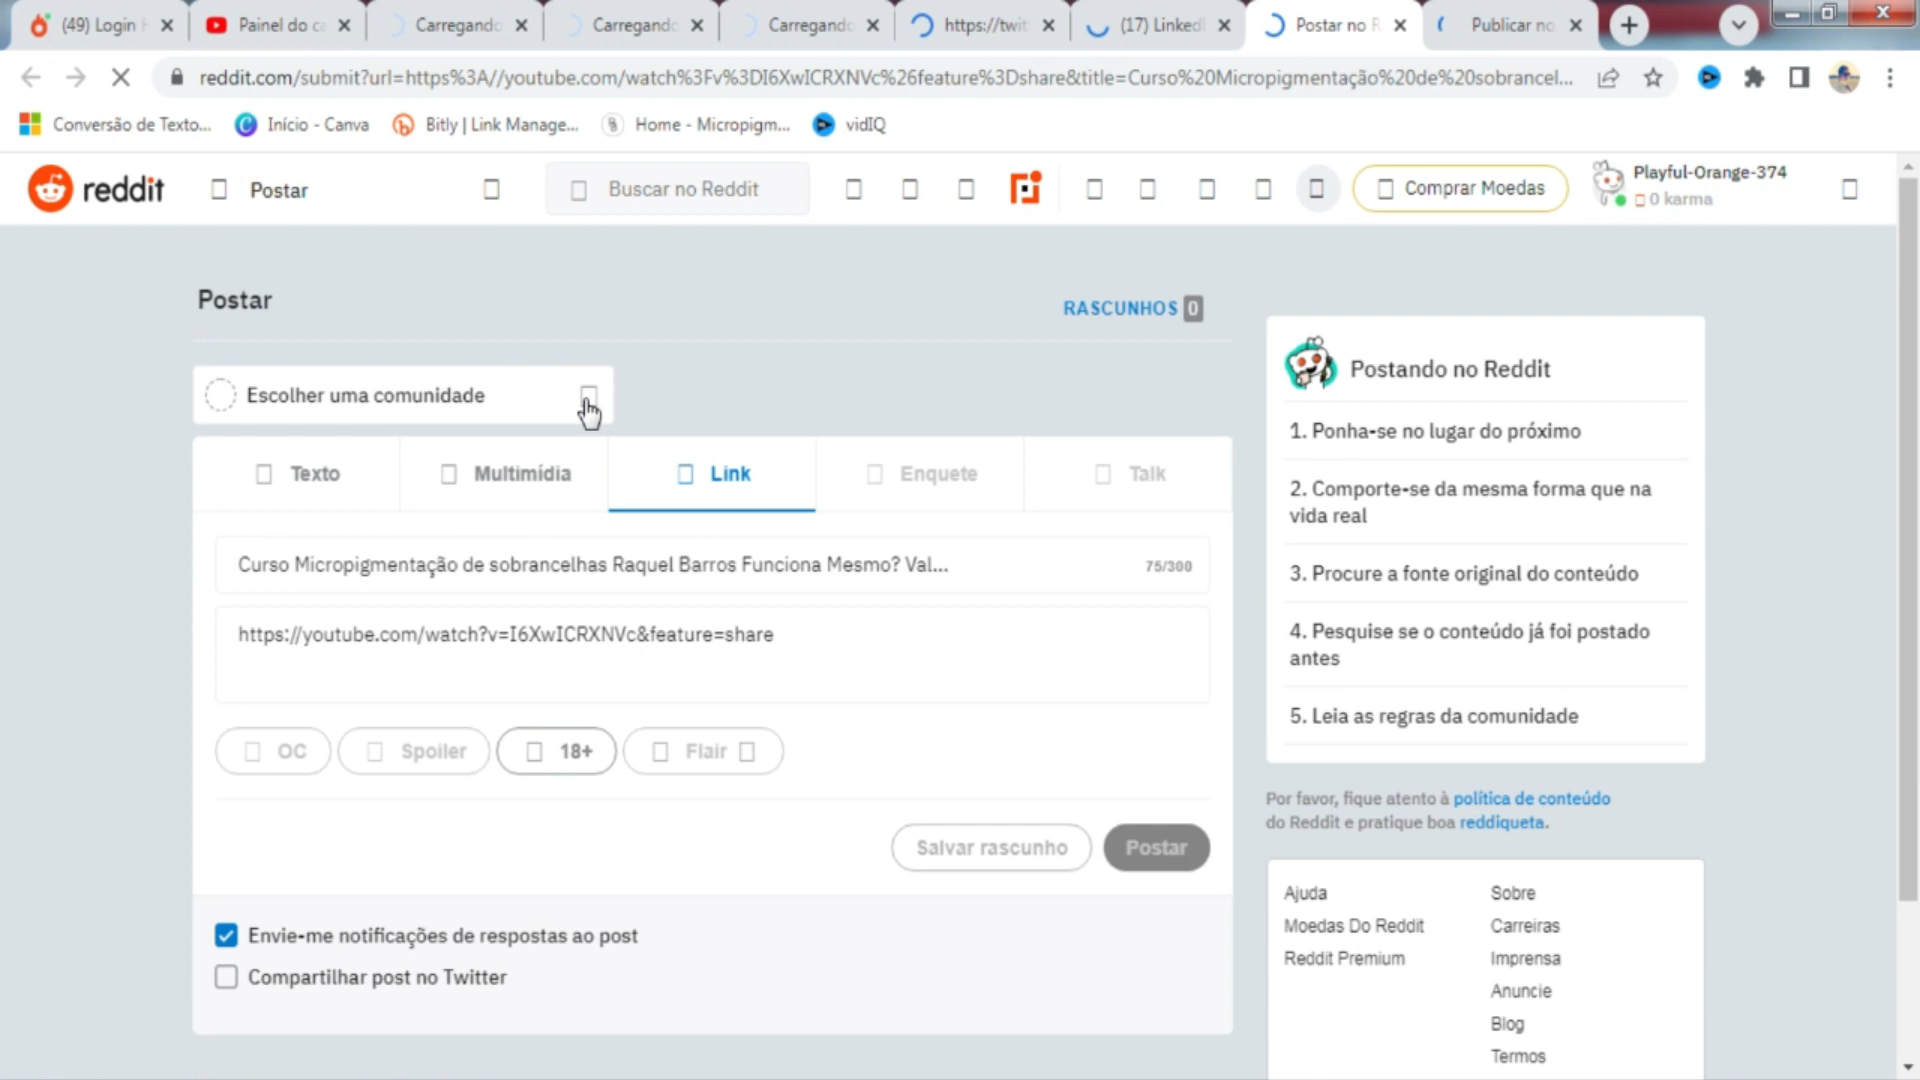 (49) Login H
Painel do ca
Carregando
Carregando
Carregando
https://twit
(17) LinkedI
Postar no R
Publicar no
reddit.com/submit?url=https%3A//youtube.com/watch%3Fv%3DI6XwICRXNVc%26feature%3Dshare&title=Curso%20Micropigmentação%20de%20sobrancel...
Conversão de Texto...
Início - Canva
Bitly | Link Manage...
Home - Micropigm...
vidIQ
reddit
Postar
Buscar no Reddit
Comprar Moedas
Playful-Orange-374
0 karma
Postar
RASCUNHOS 0
Escolher uma comunidade
Texto
Multimídia
Link
Enquete
Talk
Curso Micropigmentação de sobrancelhas Raquel Barros Funciona Mesmo? Val...
75/300
https://youtube.com/watch?v=I6XwICRXNVc&feature=share
OC
Spoiler
18+
Flair
Salvar rascunho
Postar
Envie-me notificações de respostas ao post
Compartilhar post no Twitter
Postando no Reddit
1. Ponha-se no lugar do próximo
2. Comporte-se da mesma forma que na
vida real
3. Procure a fonte original do conteúdo
4. Pesquise se o conteúdo já foi postado
antes
5. Leia as regras da comunidade
Por favor, fique atento à política de conteúdo
do Reddit e pratique boa reddiqueta.
Ajuda
Moedas Do Reddit
Reddit Premium
Sobre
Carreiras
Imprensa
Anuncie
Blog
Termos